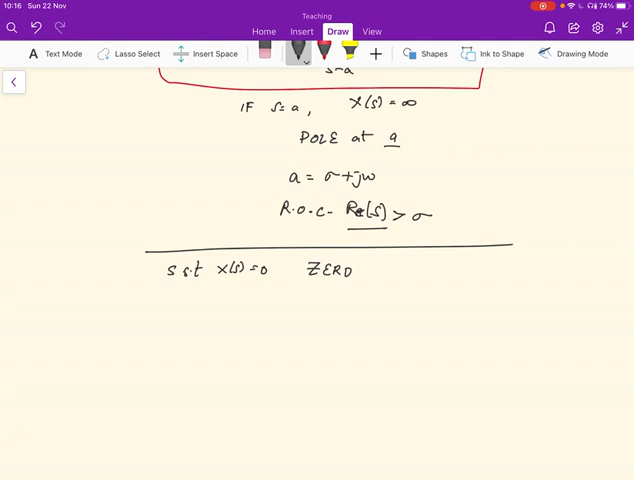 10:16 Sun 22 Nov
74%
Teaching
Home Insert Draw View
Text Mode Lasso Select Insert Space Shapes Ink to Shape Drawing Mode
s-a
IF s=a, X(s) = ∞
POLE at a
a = σ+jω
R.O.C- Re(s) > σ
s s.t X(s)=0 ZERO